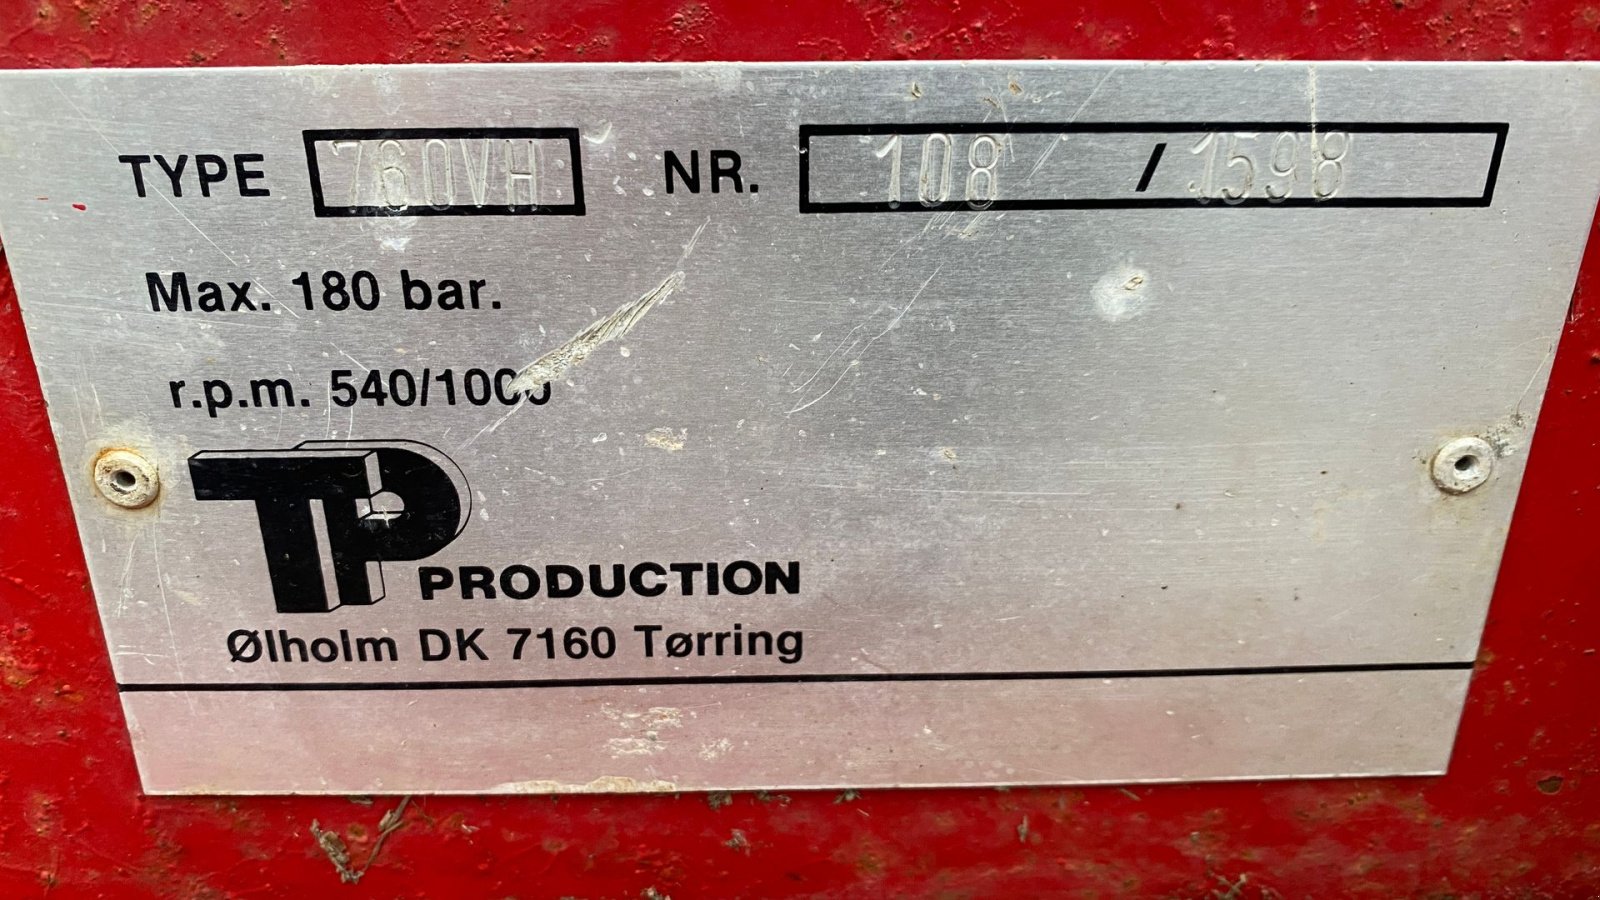 TYPE 760VH NR. 108 / 1598
Max. 180 bar.
r.p.m. 540/1000
TP PRODUCTION
Ølholm DK 7160 Tørring